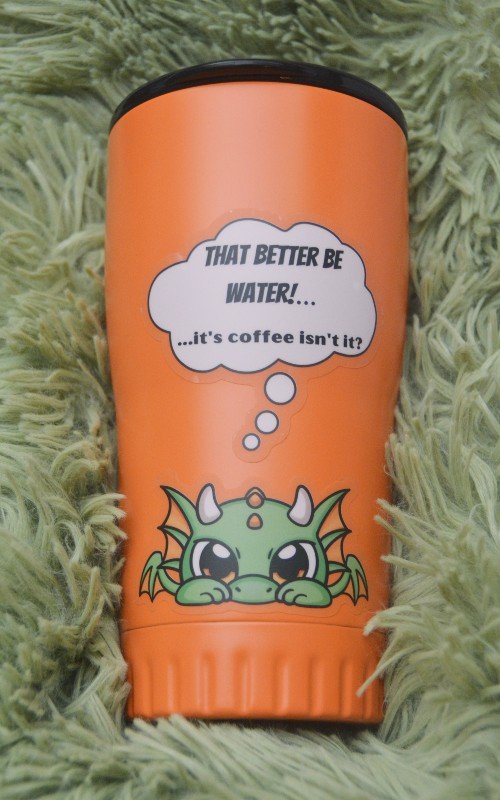 THAT BETTER BE
WATER!...
...it's coffee isn't it?